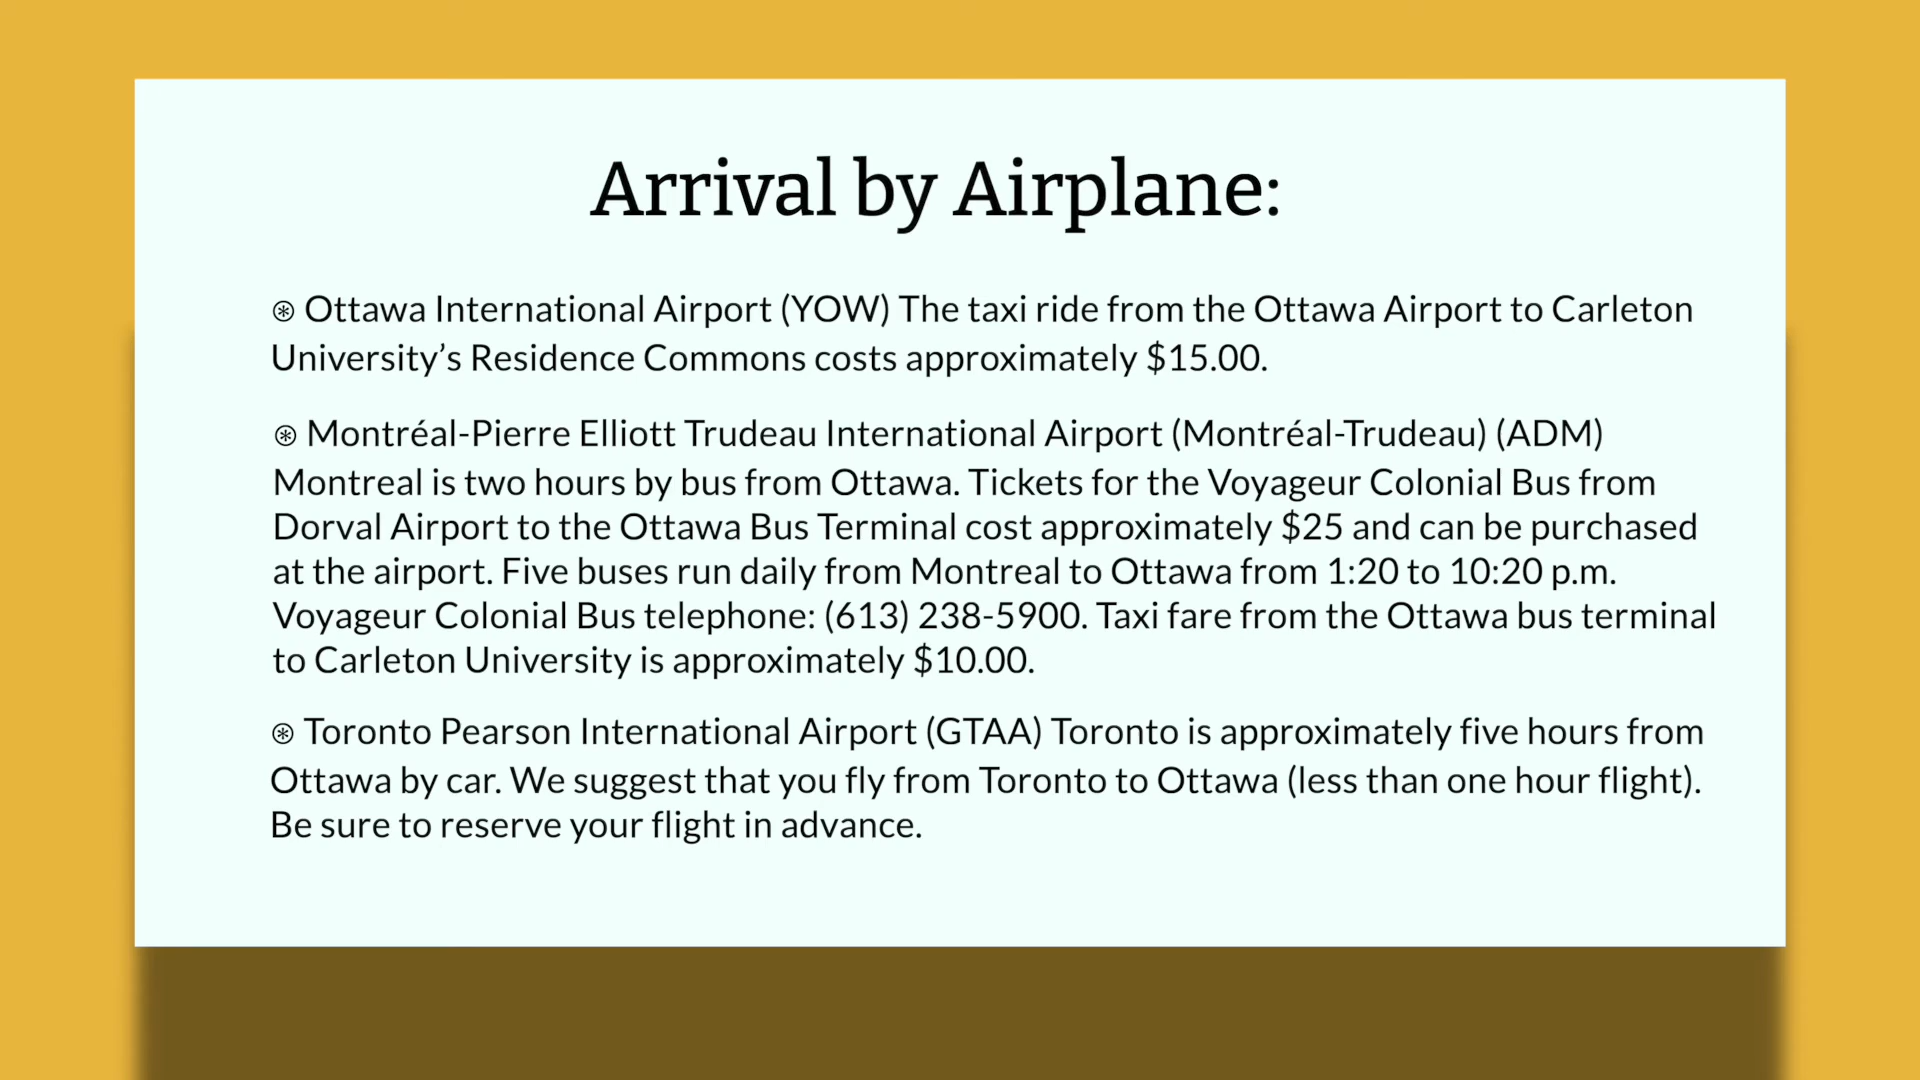 Arrival by Airplane:
⊛ Ottawa International Airport (YOW) The taxi ride from the Ottawa Airport to Carleton
University’s Residence Commons costs approximately $15.00.
⊛ Montréal-Pierre Elliott Trudeau International Airport (Montréal-Trudeau) (ADM)
Montreal is two hours by bus from Ottawa. Tickets for the Voyageur Colonial Bus from
Dorval Airport to the Ottawa Bus Terminal cost approximately $25 and can be purchased
at the airport. Five buses run daily from Montreal to Ottawa from 1:20 to 10:20 p.m.
Voyageur Colonial Bus telephone: (613) 238-5900. Taxi fare from the Ottawa bus terminal
to Carleton University is approximately $10.00.
⊛ Toronto Pearson International Airport (GTAA) Toronto is approximately five hours from
Ottawa by car. We suggest that you fly from Toronto to Ottawa (less than one hour flight).
Be sure to reserve your flight in advance.